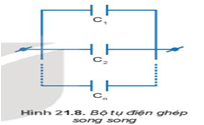 C₁
C₂
Cₙ
Hình 21.8. Bộ tụ điện ghép
song song